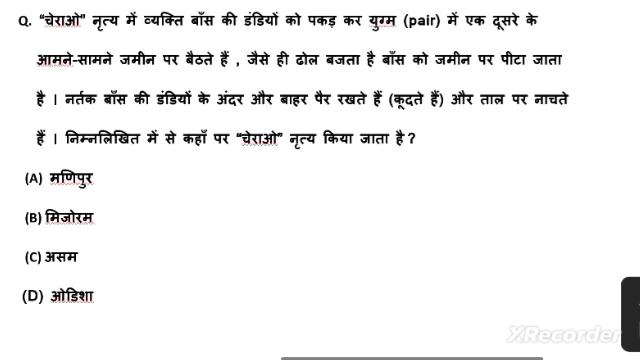 Q. "चेराओ" नृत्य में व्यक्ति बाँस की डंडियों को पकड़ कर युग्म (pair) में एक दूसरे के
आमने-सामने जमीन पर बैठते हैं , जैसे ही ढोल बजता है बाँस को जमीन पर पीटा जाता
है । नर्तक बाँस की डंडियों के अंदर और बाहर पैर रखते हैं (कूदते हैं) और ताल पर नाचते
हैं । निम्नलिखित में से कहाँ पर "चेराओ" नृत्य किया जाता है ?
(A) मणिपुर
(B) मिजोरम
(C) असम
(D) ओडिशा
XRecorder